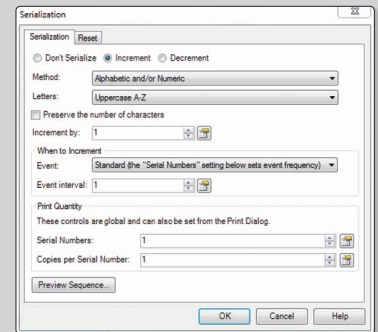 Serialization
Serialization Reset
Don't Serialize Increment Decrement
Method: Alphabetic and/or Numeric
Letters: Uppercase A-Z
Preserve the number of characters
Increment by: 1
When to Increment
Event: Standard (the "Serial Numbers" setting below sets event frequency)
Event interval: 1
Print Quantity
These controls are global and can also be set from the Print Dialog.
Serial Numbers: 1
Copies per Serial Number: 1
Preview Sequence...
OK Cancel Help